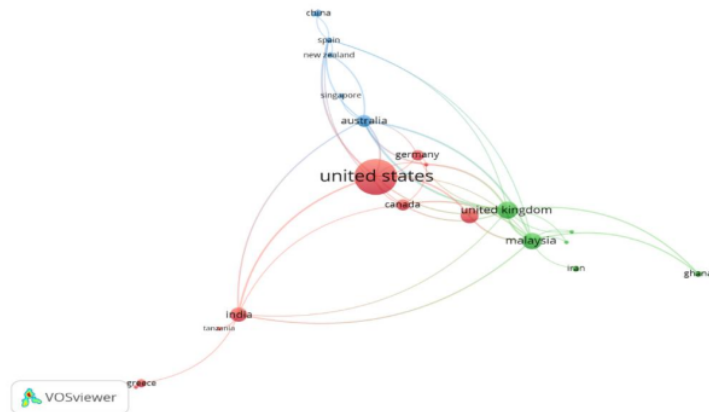 china
spain
new zealand
singapore
australia
germany
united states
canada
united kingdom
malaysia
iran
ghana
india
tanzania
greece
VOSviewer